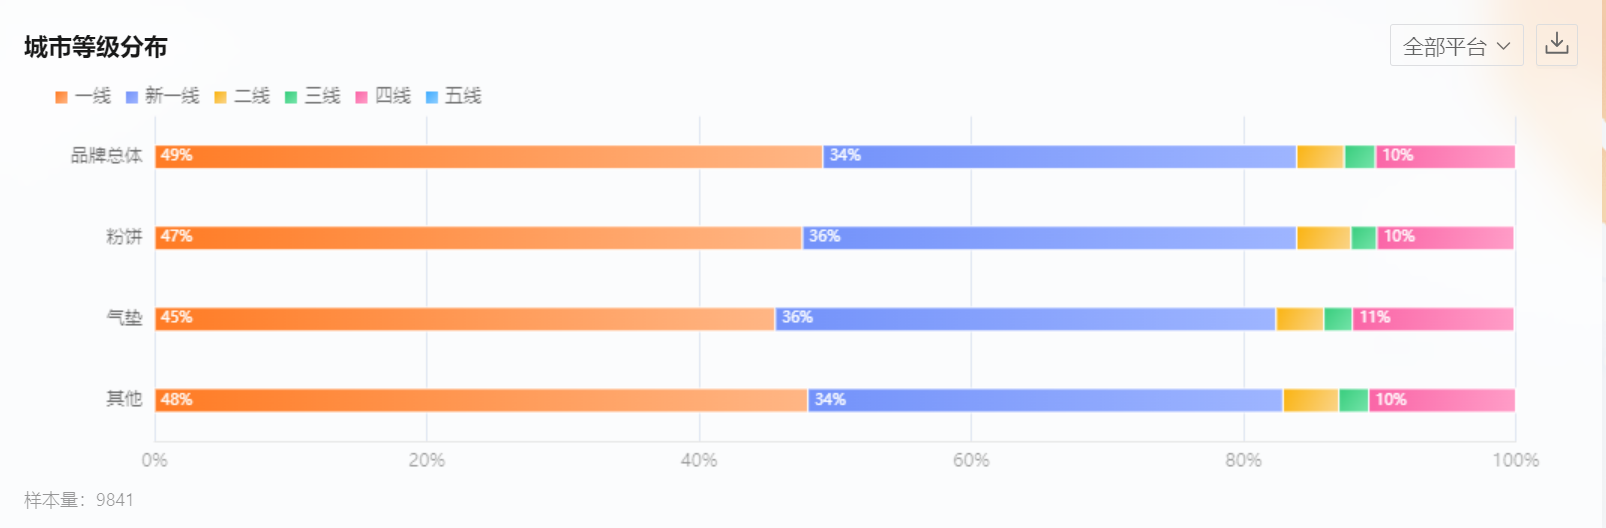 城市等级分布
全部平台
一线 新一线 二线 三线 四线 五线
品牌总体 49% 34% 10%
粉饼 47% 36% 10%
气垫 45% 36% 11%
其他 48% 34% 10%
0% 20% 40% 60% 80% 100%
样本量：9841